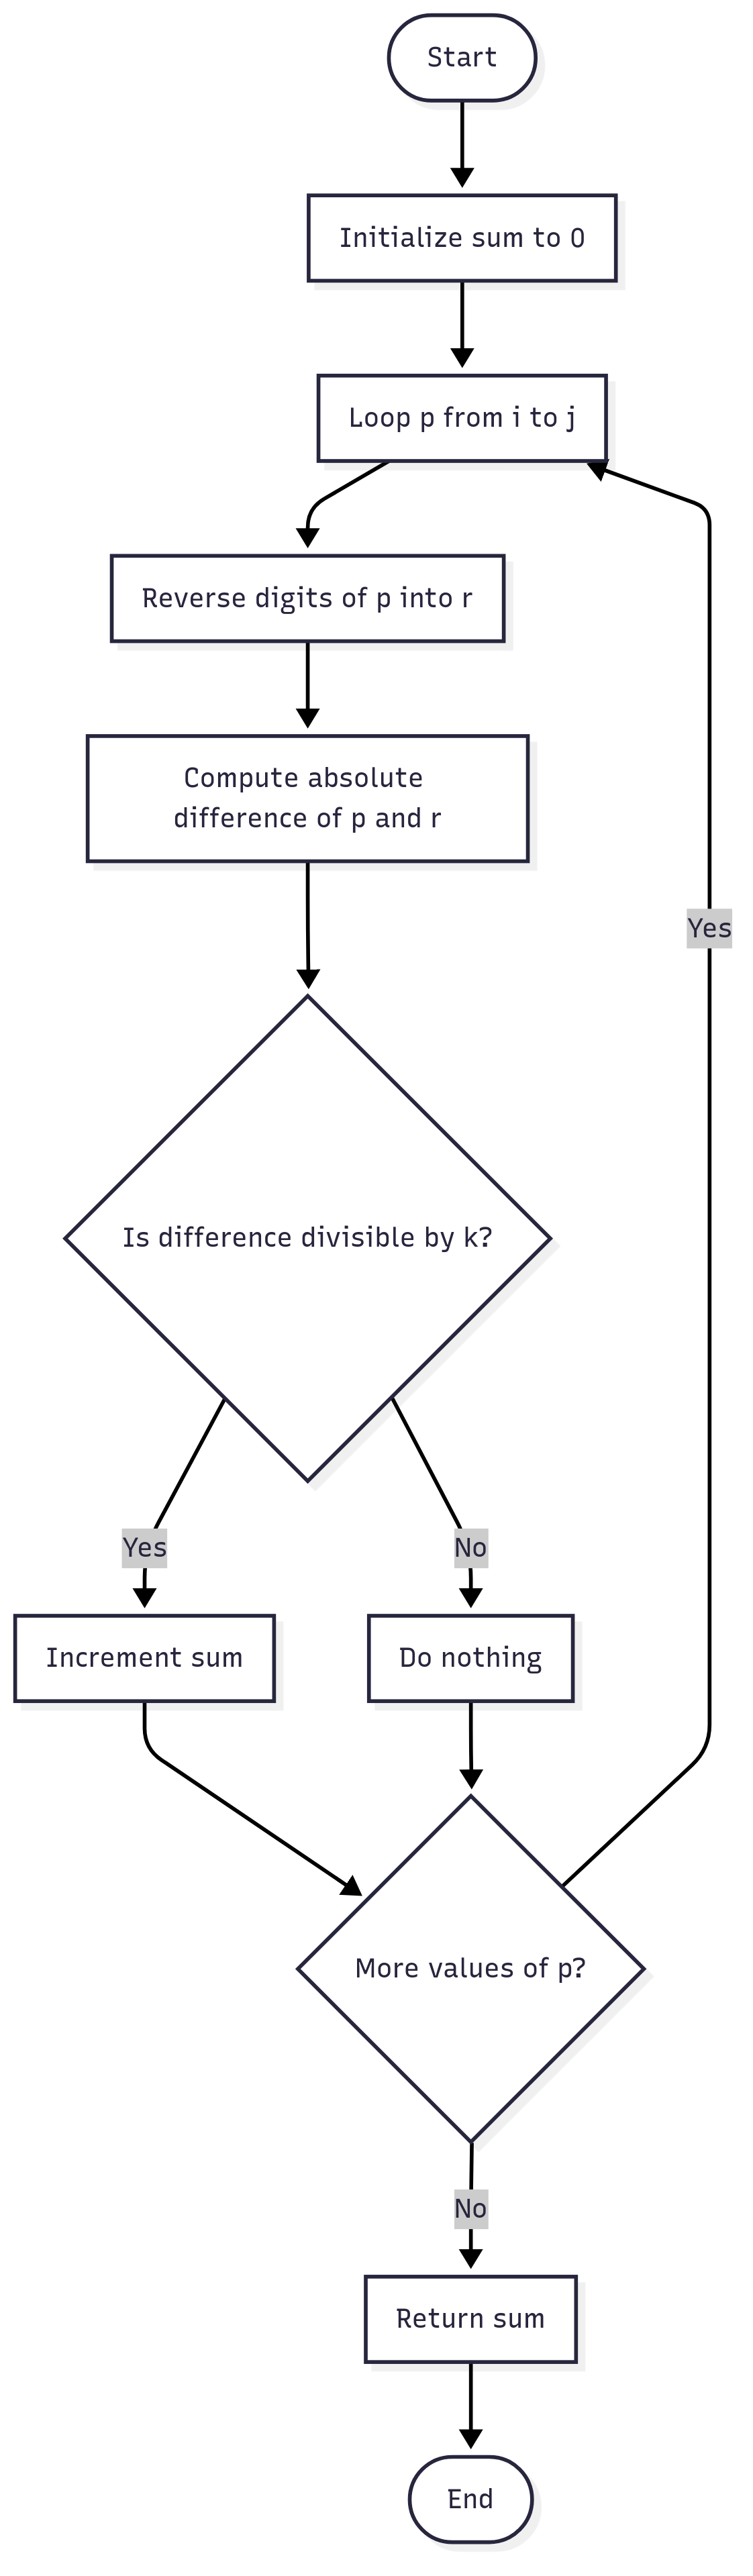 Start
Initialize sum to 0
Loop p from i to j
Reverse digits of p into r
Compute absolute
difference of p and r
Yes
Is difference divisible by k?
Yes
No
Increment sum
Do nothing
More values of p?
No
Return sum
End